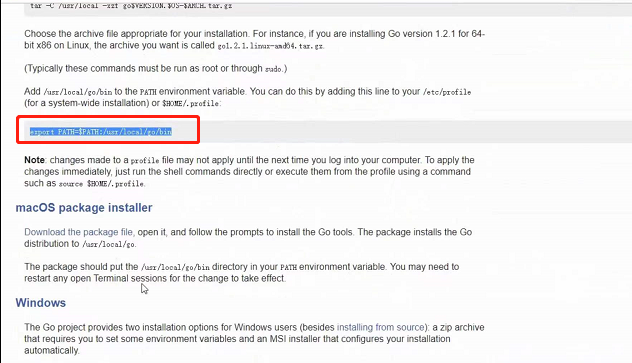 tar -C /usr/local -xzf go$VERSION.$OS-$ARCH.tar.gz
Choose the archive file appropriate for your installation. For instance, if you are installing Go version 1.2.1 for 64-
bit x86 on Linux, the archive you want is called go1.2.1.linux-amd64.tar.gz.
(Typically these commands must be run as root or through sudo.)
Add /usr/local/go/bin to the PATH environment variable. You can do this by adding this line to your /etc/profile
(for a system-wide installation) or $HOME/.profile:
export PATH=$PATH:/usr/local/go/bin
Note: changes made to a profile file may not apply until the next time you log into your computer. To apply the
changes immediately, just run the shell commands directly or execute them from the profile using a command
such as source $HOME/.profile.
macOS package installer
Download the package file, open it, and follow the prompts to install the Go tools. The package installs the Go
distribution to /usr/local/go.
The package should put the /usr/local/go/bin directory in your PATH environment variable. You may need to
restart any open Terminal sessions for the change to take effect.
Windows
The Go project provides two installation options for Windows users (besides installing from source): a zip archive
that requires you to set some environment variables and an MSI installer that configures your installation
automatically.